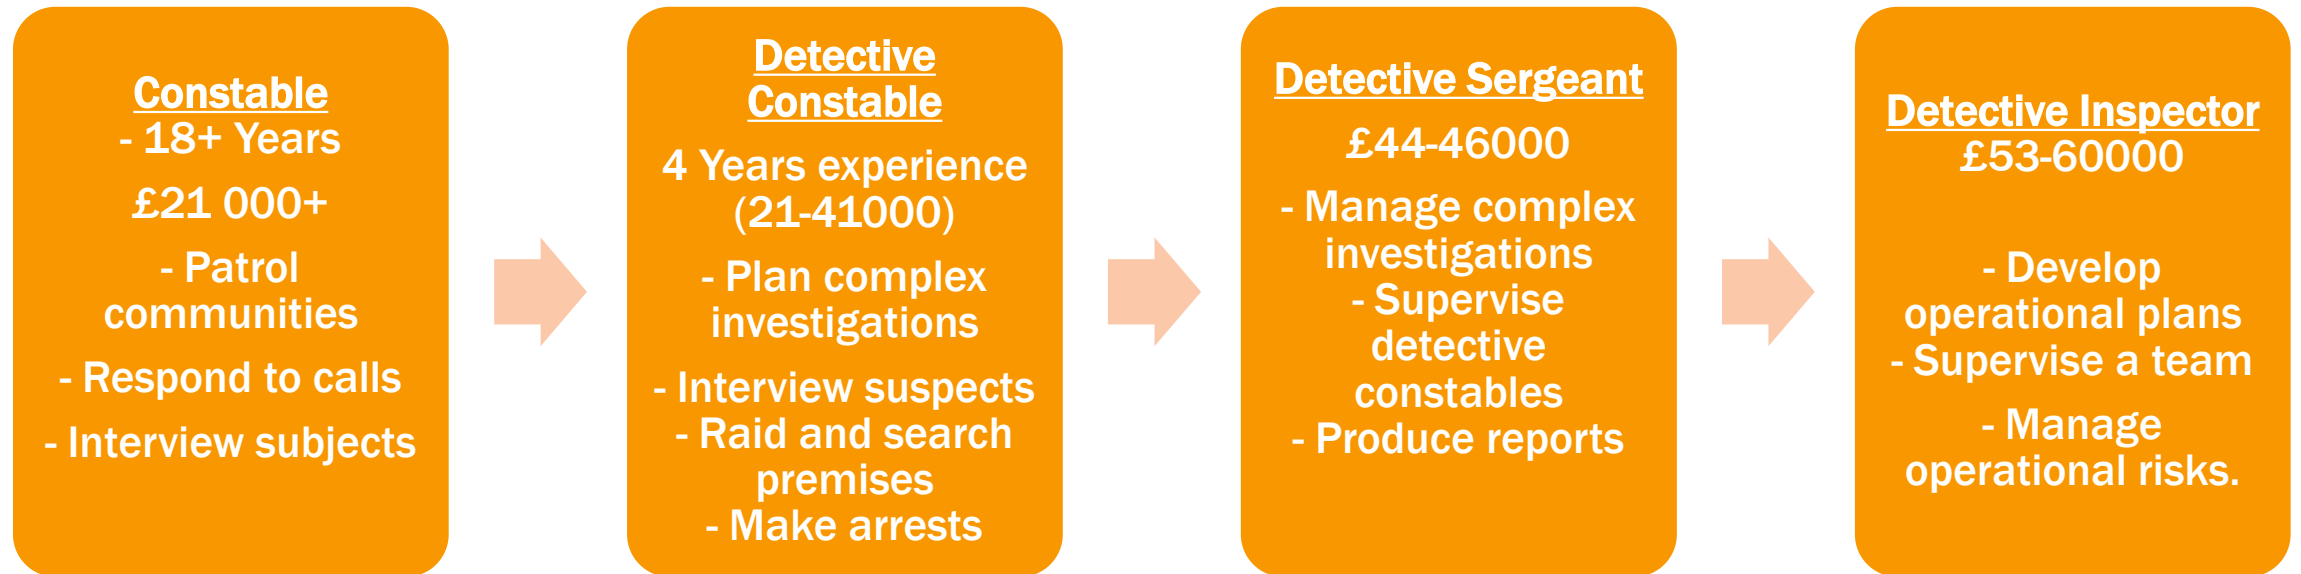 Constable
- 18+ Years
£21 000+
- Patrol
communities
- Respond to calls
- Interview subjects
Detective
Constable
4 Years experience
(21-41000)
- Plan complex
investigations
- Interview suspects
- Raid and search
premises
- Make arrests
Detective Sergeant
£44-46000
- Manage complex
investigations
- Supervise
detective
constables
- Produce reports
Detective Inspector
£53-60000
- Develop
operational plans
- Supervise a team
- Manage
operational risks.